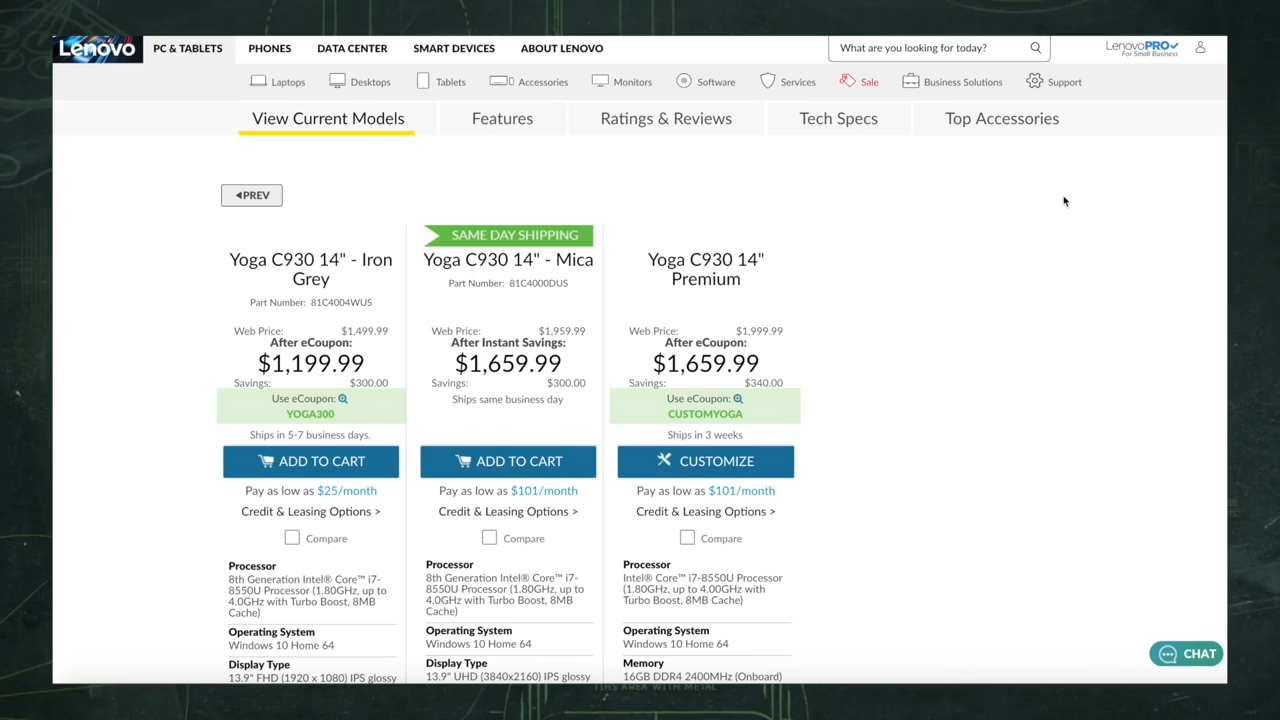 Lenovo
PC & TABLETS
PHONES
DATA CENTER
SMART DEVICES
ABOUT LENOVO
What are you looking for today?
LenovoPRO
For Small Business
Laptops
Desktops
Tablets
Accessories
Monitors
Software
Services
Sale
Business Solutions
Support
View Current Models
Features
Ratings & Reviews
Tech Specs
Top Accessories
PREV
Yoga C930 14" - Iron
Grey
Part Number: 81C4004WUS
Web Price: $1,499.99
After eCoupon:
$1,199.99
Savings: $300.00
Use eCoupon:
YOGA300
Ships in 5-7 business days.
ADD TO CART
Pay as low as $25/month
Credit & Leasing Options >
Compare
Processor
8th Generation Intel® Core™ i7-
8550U Processor (1.80GHz, up to
4.0GHz with Turbo Boost, 8MB
Cache)
Operating System
Windows 10 Home 64
Display Type
13.9" FHD (1920 x 1080) IPS glossy
SAME DAY SHIPPING
Yoga C930 14" - Mica
Part Number: 81C4000DUS
Web Price: $1,959.99
After Instant Savings:
$1,659.99
Savings: $300.00
Ships same business day
ADD TO CART
Pay as low as $101/month
Credit & Leasing Options >
Compare
Processor
8th Generation Intel® Core™ i7-
8550U Processor (1.80GHz, up to
4.0GHz with Turbo Boost, 8MB
Cache)
Operating System
Windows 10 Home 64
Display Type
13.9" UHD (3840x2160) IPS glossy
Yoga C930 14"
Premium
Web Price: $1,999.99
After eCoupon:
$1,659.99
Savings: $340.00
Use eCoupon:
CUSTOMYOGA
Ships in 3 weeks
CUSTOMIZE
Pay as low as $101/month
Credit & Leasing Options >
Compare
Processor
Intel® Core™ i7-8550U Processor
(1.80GHz, up to 4.00GHz with
Turbo Boost, 8MB Cache)
Operating System
Windows 10 Home 64
Memory
16GB DDR4 2400MHz (Onboard)
CHAT
THIS AREA WITH METAL